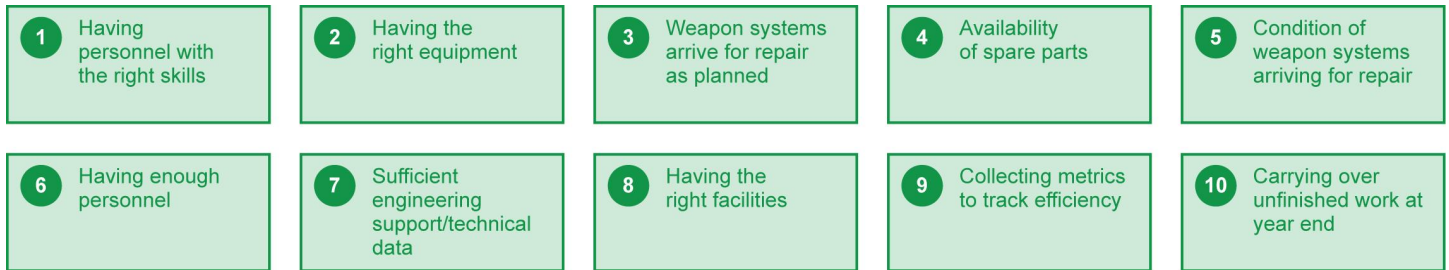 1 Having
personnel with
the right skills
2 Having the
right equipment
3 Weapon systems
arrive for repair
as planned
4 Availability
of spare parts
5 Condition of
weapon systems
arriving for repair
6 Having enough
personnel
7 Sufficient
engineering
support/technical
data
8 Having the
right facilities
9 Collecting metrics
to track efficiency
10 Carrying over
unfinished work at
year end